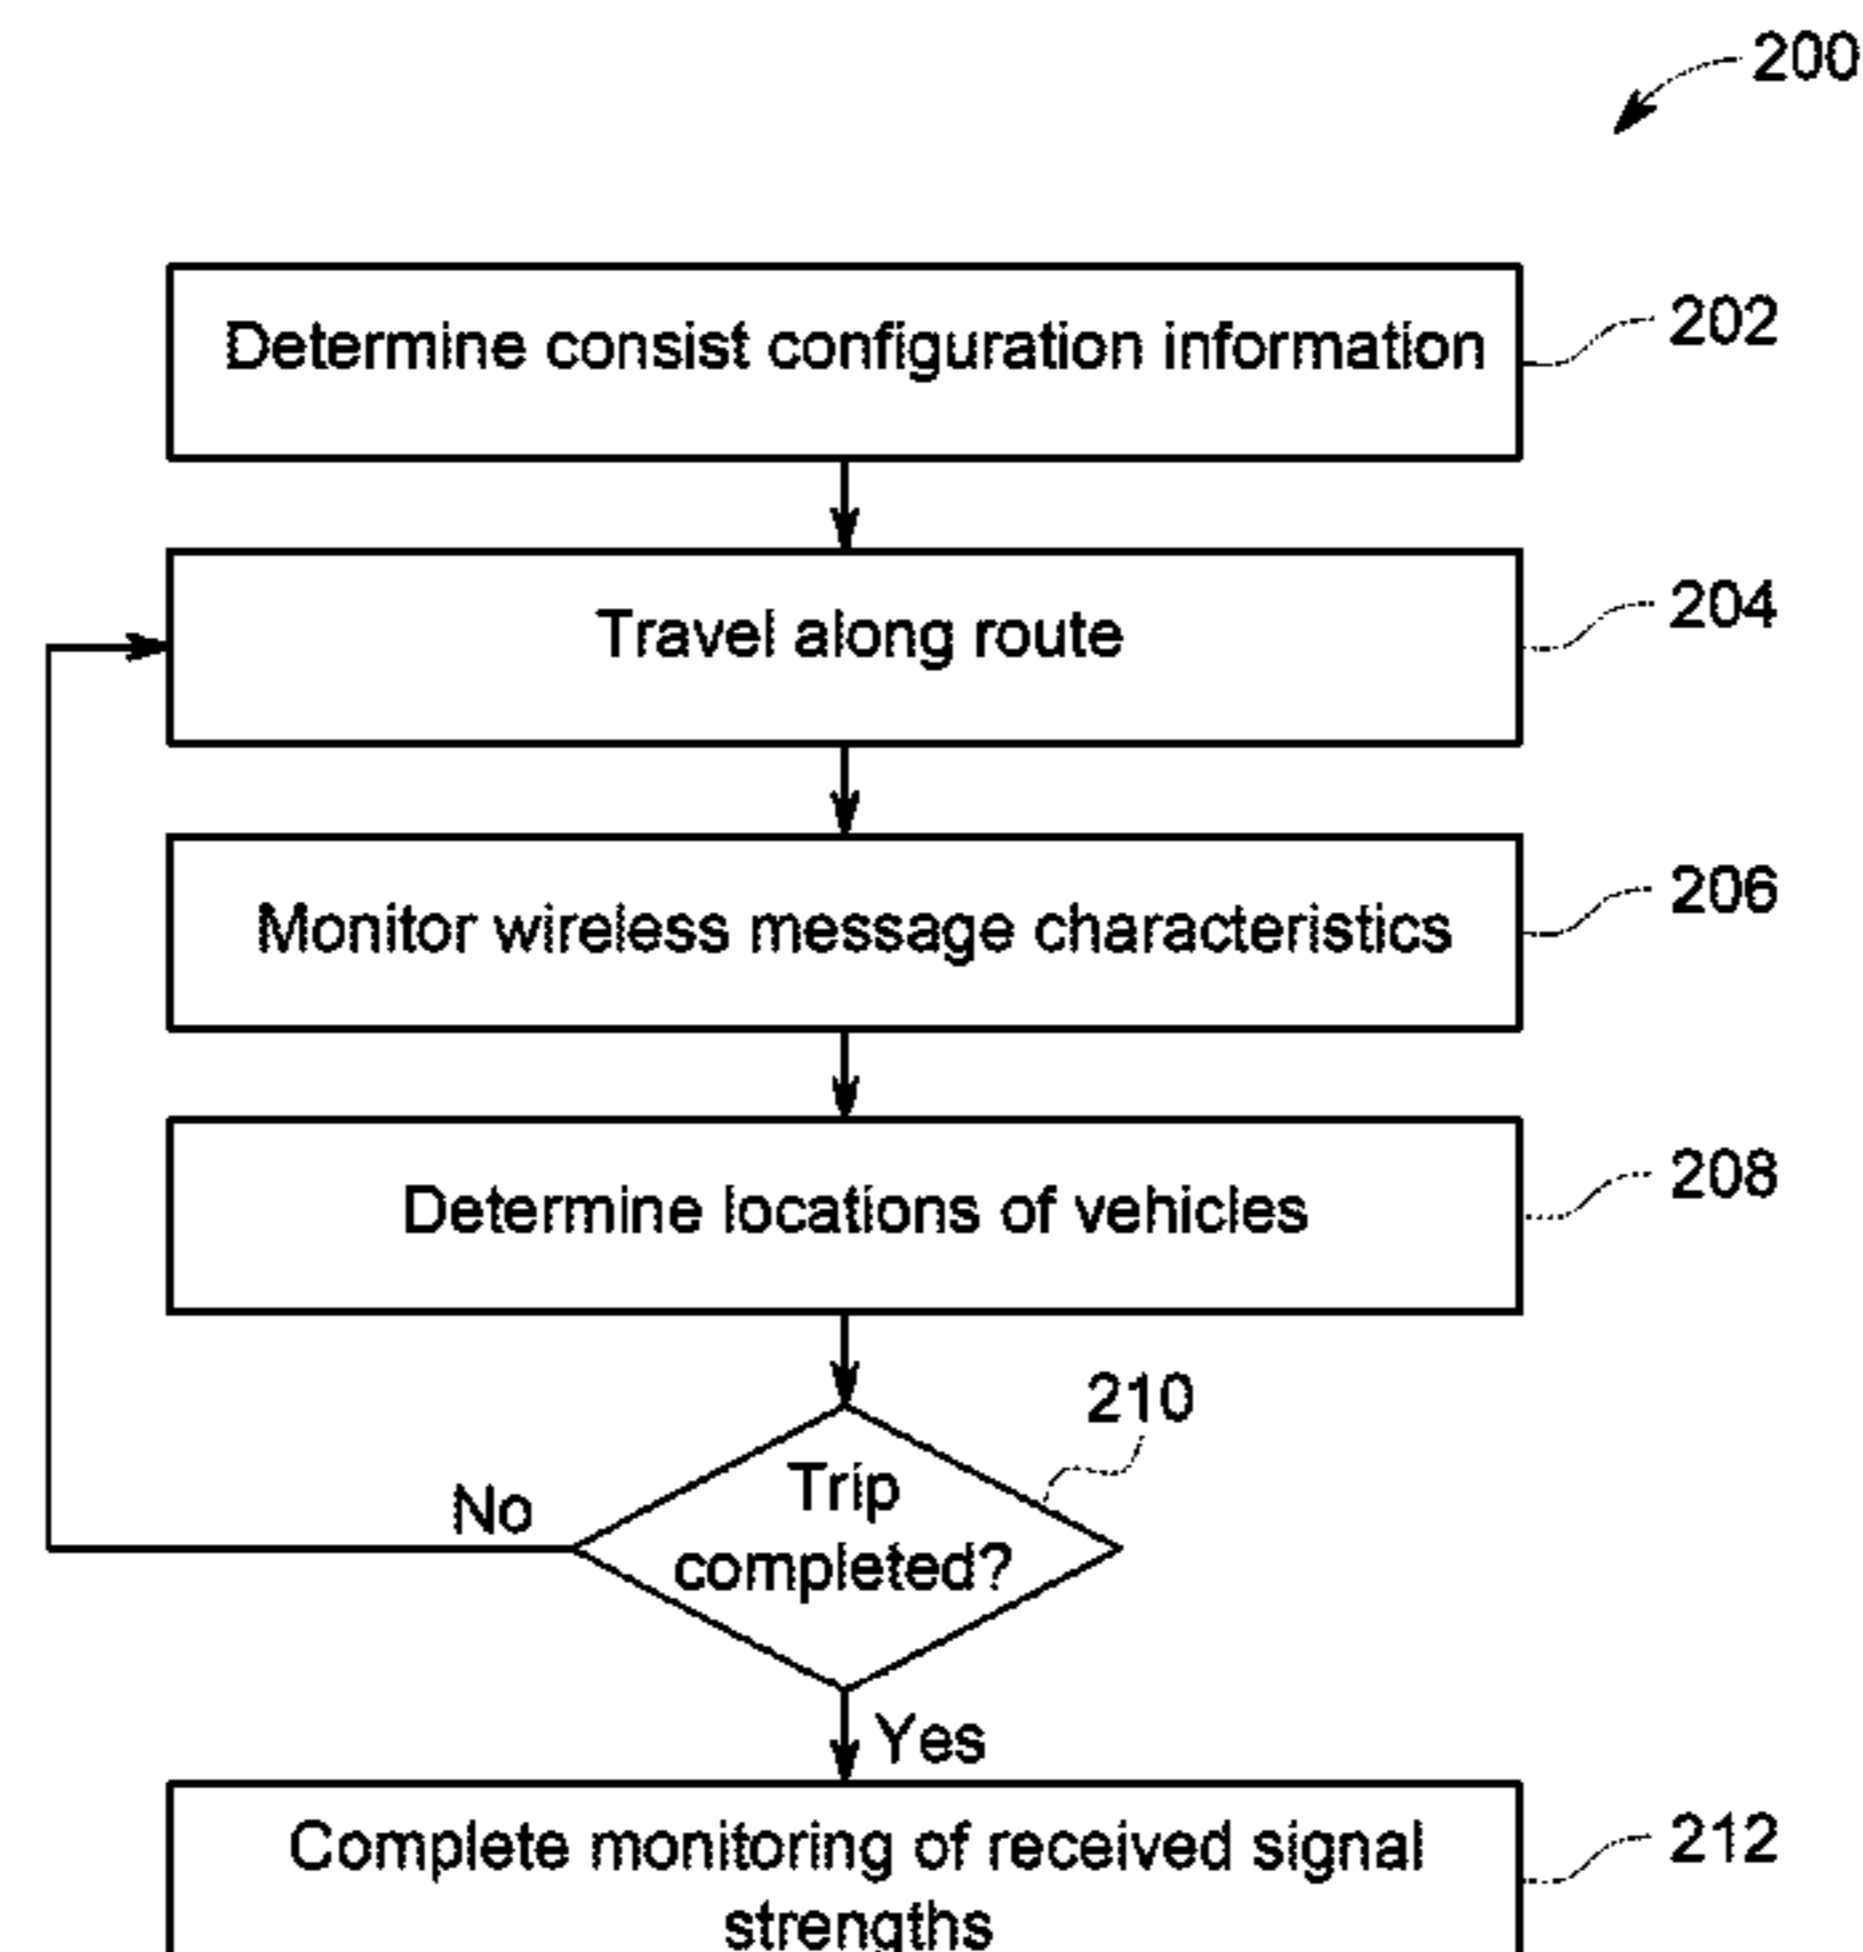 200
Determine consist configuration information
202
Travel along route
204
Monitor wireless message characteristics
206
Determine locations of vehicles
208
210
Trip
completed?
No
Yes
Complete monitoring of received signal
strengths
212